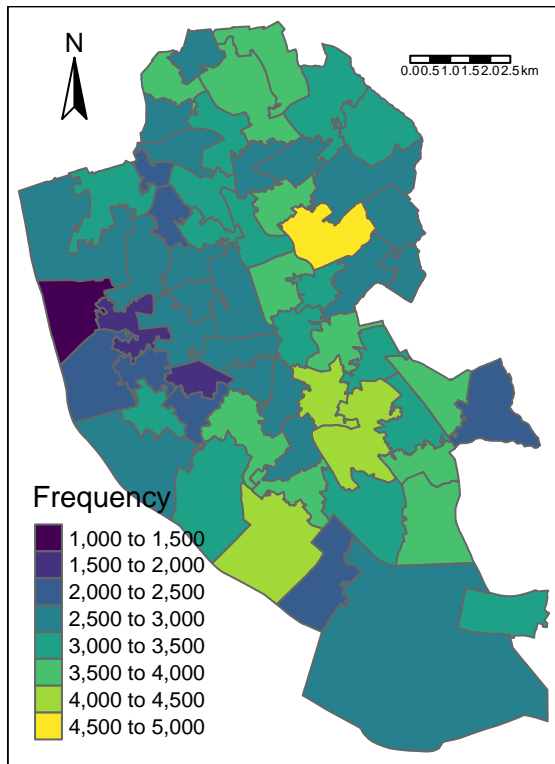 N
0.00.51.01.52.02.5km
Frequency
1,000 to 1,500
1,500 to 2,000
2,000 to 2,500
2,500 to 3,000
3,000 to 3,500
3,500 to 4,000
4,000 to 4,500
4,500 to 5,000